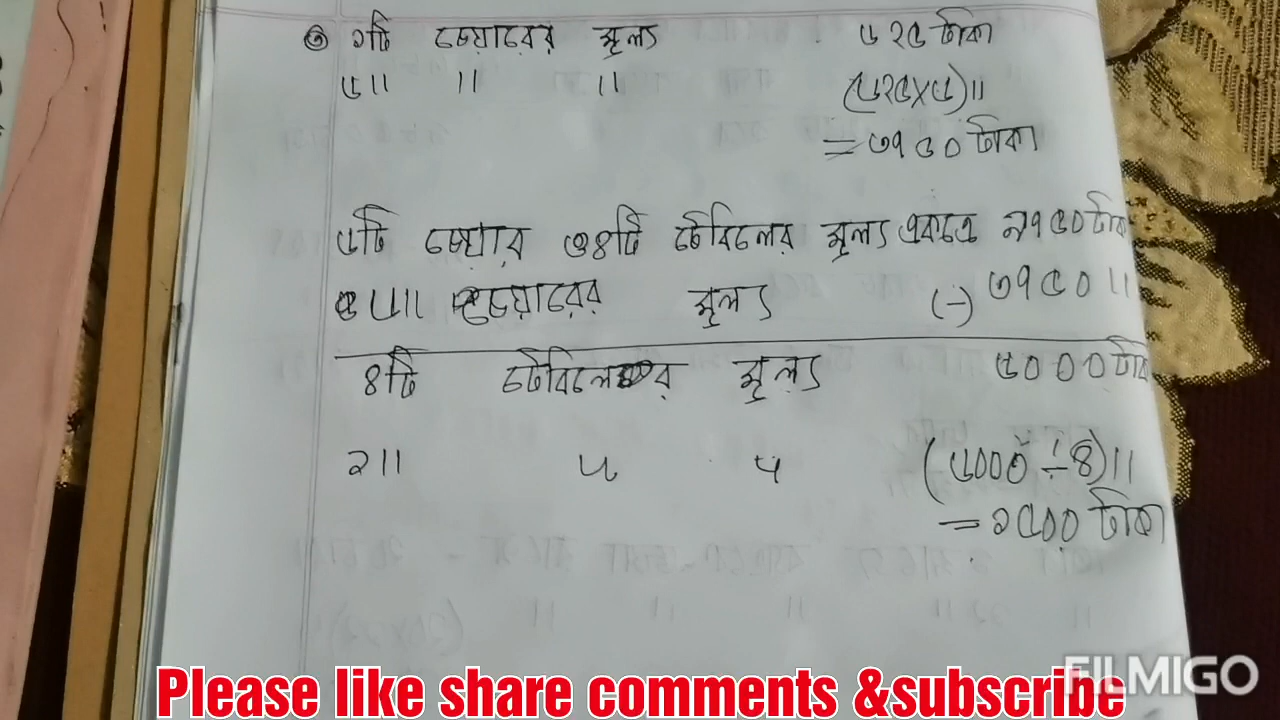 ৩ ১টি চেয়ারের মূল্য ৬২৫ টাকা
৬ ॥ ॥ ॥ (৬২৫×৬)॥
= ৩৭৫০ টাকা
৬টি চেয়ার ও ৪টি টেবিলের মূল্য একত্রে ৯৭৫০ টাকা
৬ ॥ চেয়ারের মূল্য (-) ৩৭৫০ ॥
৪টি টেবিলের মূল্য ৬০০০ টাকা
১ ॥ (৬০০০ ÷ ৪)॥
= ১৫০০ টাকা
Please like share comments &subscribe
FILMIGO